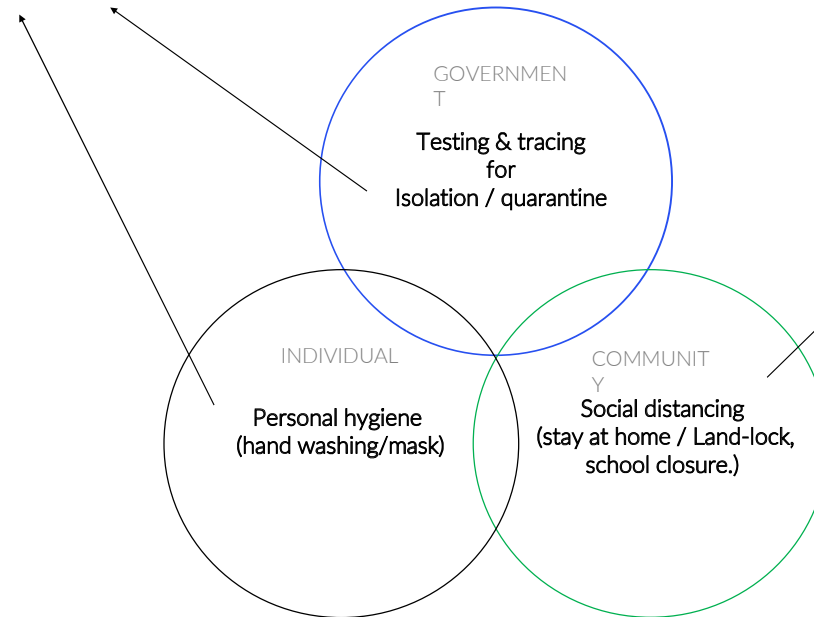 GOVERNMEN
T
Testing & tracing
for
Isolation / quarantine
INDIVIDUAL
Personal hygiene
(hand washing/mask)
COMMUNIT
Y
Social distancing
(stay at home / Land-lock,
school closure.)